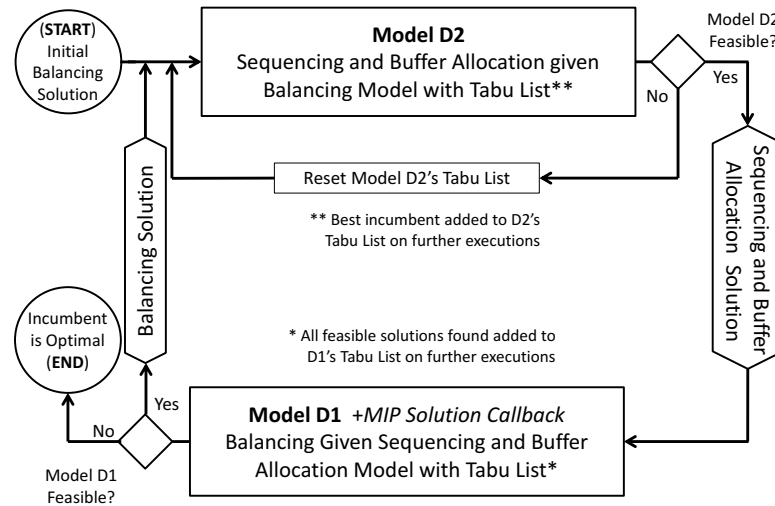 (START)
Initial
Balancing
Solution
Model D2
Sequencing and Buffer Allocation given
Balancing Model with Tabu List**
Model D2
Feasible?
No
Yes
Reset Model D2's Tabu List
** Best incumbent added to D2's
Tabu List on further executions
Sequencing and Buffer
Allocation Solution
Balancing Solution
Incumbent
is Optimal
(END)
* All feasible solutions found added to
D1's Tabu List on further executions
No
Yes
Model D1 +MIP Solution Callback
Balancing Given Sequencing and Buffer
Allocation Model with Tabu List*
Model D1
Feasible?